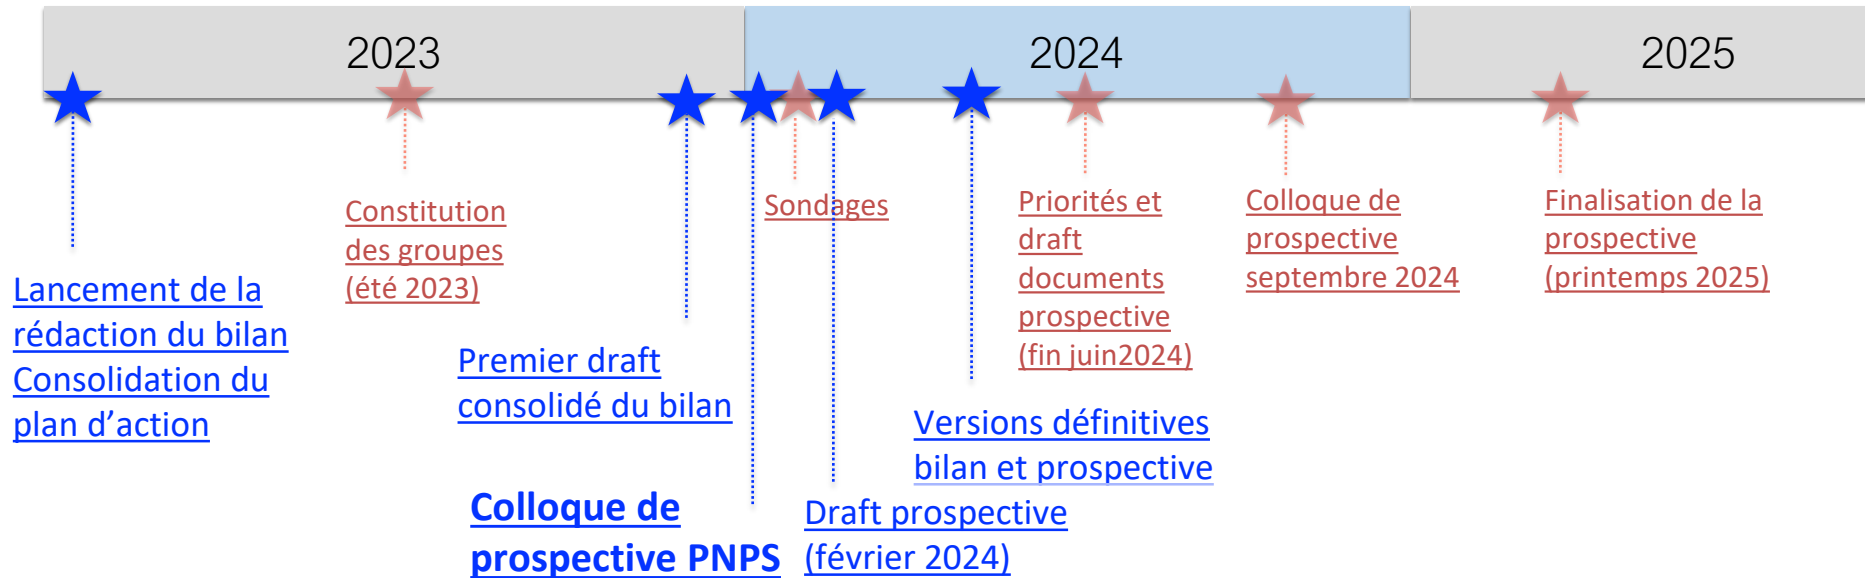 2023
2024
2025
Constitution
des groupes
(été 2023)
Sondages
Priorités et
draft
documents
prospective
(fin juin2024)
Colloque de
prospective
septembre 2024
Finalisation de la
prospective
(printemps 2025)
Lancement de la
rédaction du bilan
Consolidation du
plan d’action
Premier draft
consolidé du bilan
Versions définitives
bilan et prospective
Colloque de
prospective PNPS
Draft prospective
(février 2024)